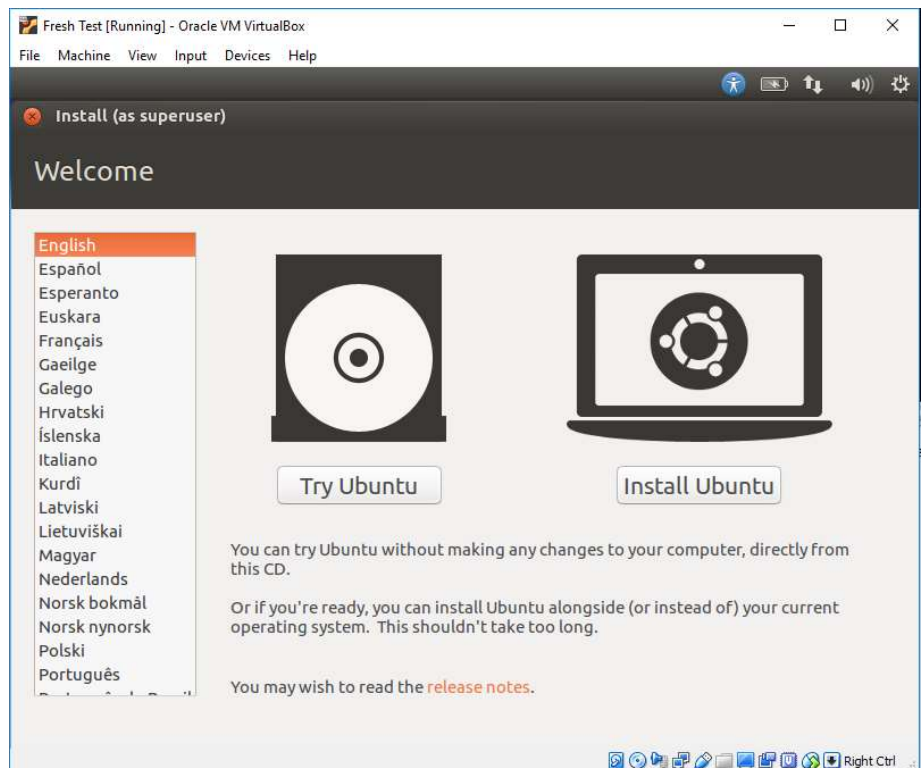 Fresh Test [Running] - Oracle VM VirtualBox
File Machine View Input Devices Help
Install (as superuser)
Welcome
English
Español
Esperanto
Euskara
Français
Gaeilge
Galego
Hrvatski
Íslenska
Italiano
Kurdî
Latviski
Lietuviškai
Magyar
Nederlands
Norsk bokmål
Norsk nynorsk
Polski
Português
Try Ubuntu
Install Ubuntu
You can try Ubuntu without making any changes to your computer, directly from
this CD.
Or if you're ready, you can install Ubuntu alongside (or instead of) your current
operating system. This shouldn't take too long.
You may wish to read the release notes.
Right Ctrl